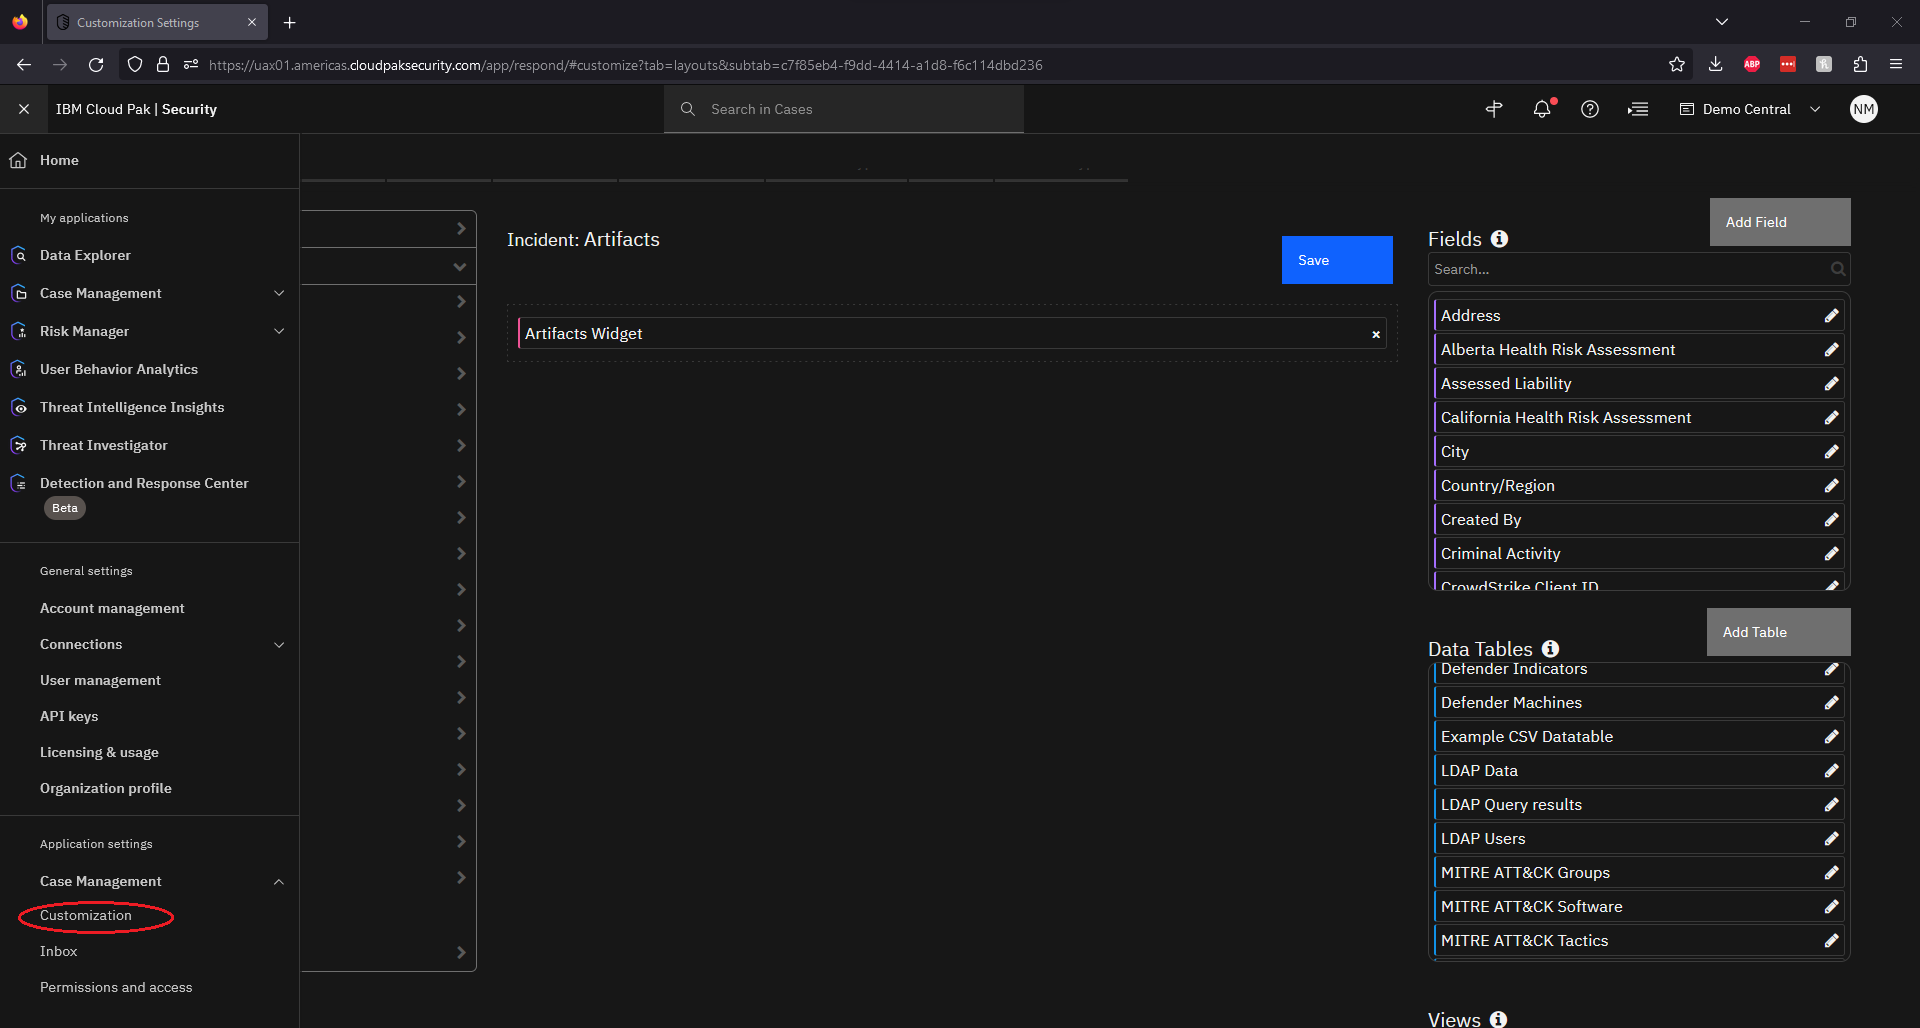 Customization Settings
https://uax01.americas.cloudpaksecurity.com/app/respond/#customize?tab=layouts&subtab=c7f85eb4-f9dd-4414-a1d8-f6c114dbd236
ABP
IBM Cloud Pak | Security
Search in Cases
Demo Central
NM
Home
My applications
Data Explorer
Case Management
Risk Manager
User Behavior Analytics
Threat Intelligence Insights
Threat Investigator
Detection and Response Center
Beta
General settings
Account management
Connections
User management
API keys
Licensing & usage
Organization profile
Application settings
Case Management
Customization
Inbox
Permissions and access
Incident: Artifacts
Save
Artifacts Widget
Fields
Add Field
Search...
Address
Alberta Health Risk Assessment
Assessed Liability
California Health Risk Assessment
City
Country/Region
Created By
Criminal Activity
CrowdStrike Client ID
Data Tables
Add Table
Defender Indicators
Defender Machines
Example CSV Datatable
LDAP Data
LDAP Query results
LDAP Users
MITRE ATT&CK Groups
MITRE ATT&CK Software
MITRE ATT&CK Tactics
Views